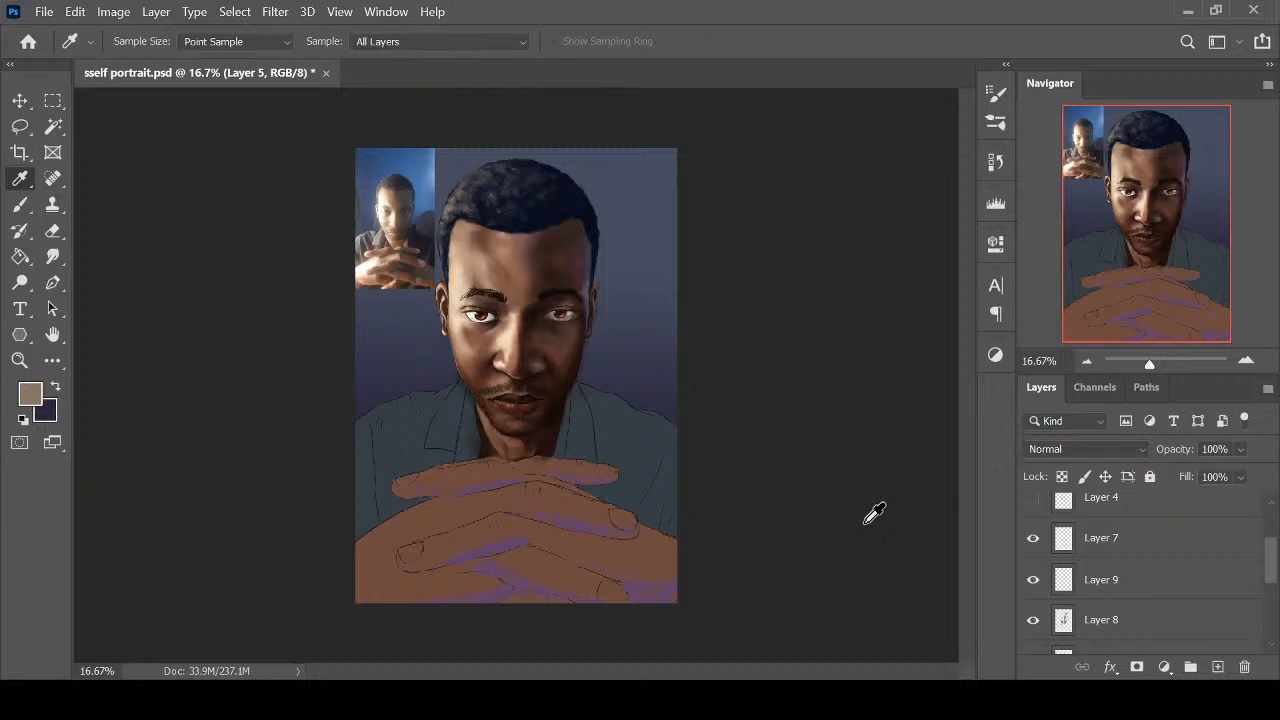 Ps File Edit Image Layer Type Select Filter 3D View Window Help
Sample Size: Point Sample Sample: All Layers Show Sampling Ring
sself portrait.psd @ 16.7% (Layer 5, RGB/8) *
Navigator
16.67%
Layers Channels Paths
Kind
Normal Opacity: 100%
Lock: Fill: 100%
Layer 4
Layer 7
Layer 9
Layer 8
16.67% Doc: 33.9M/237.1M